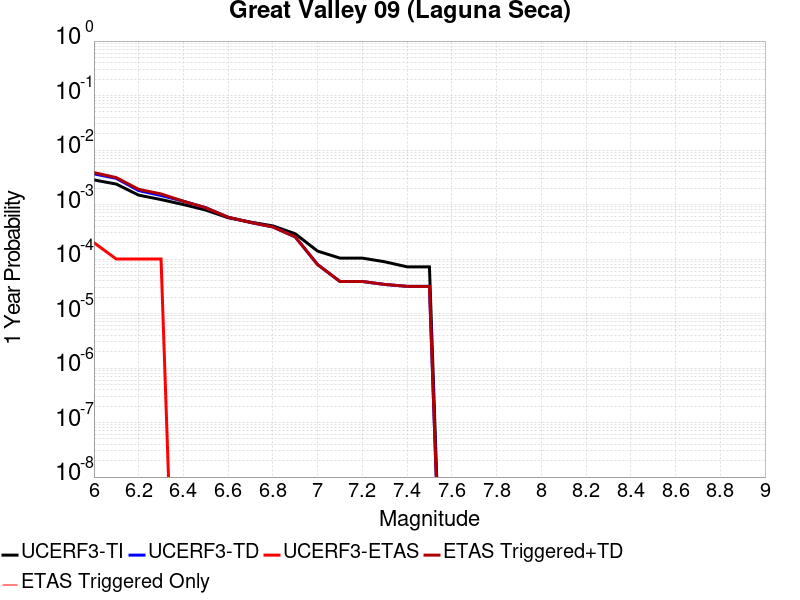 Great Valley 09 (Laguna Seca)
10^0
10^-1
10^-2
10^-3
10^-4
10^-5
10^-6
10^-7
10^-8
1 Year Probability
6 6.2 6.4 6.6 6.8 7 7.2 7.4 7.6 7.8 8 8.2 8.4 8.6 8.8 9
Magnitude
UCERF3-TI UCERF3-TD UCERF3-ETAS ETAS Triggered+TD
ETAS Triggered Only